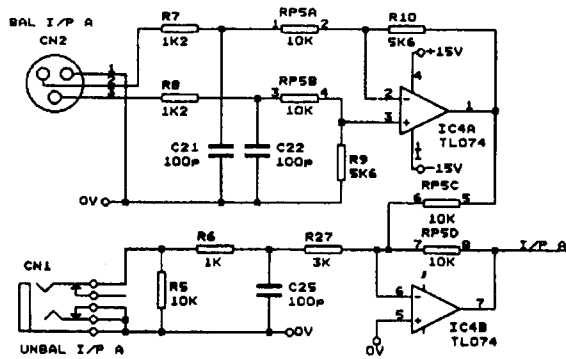 BAL I/P A
CN2
1
2
3
R7
1K2
R8
1K2
RP5A
1
2
10K
RP5B
3
4
10K
R10
5K6
+15V
4
2
-
3
+
1
IC4A
TL074
11
-15V
C21
100p
C22
100p
R9
5K6
0V
RP5C
6
5
10K
RP5D
7
8
10K
I/P A
CN1
R6
1K
R27
3K
R5
10K
C25
100p
0V
6
-
5
+
7
IC4B
TL074
0V
UNBAL I/P A